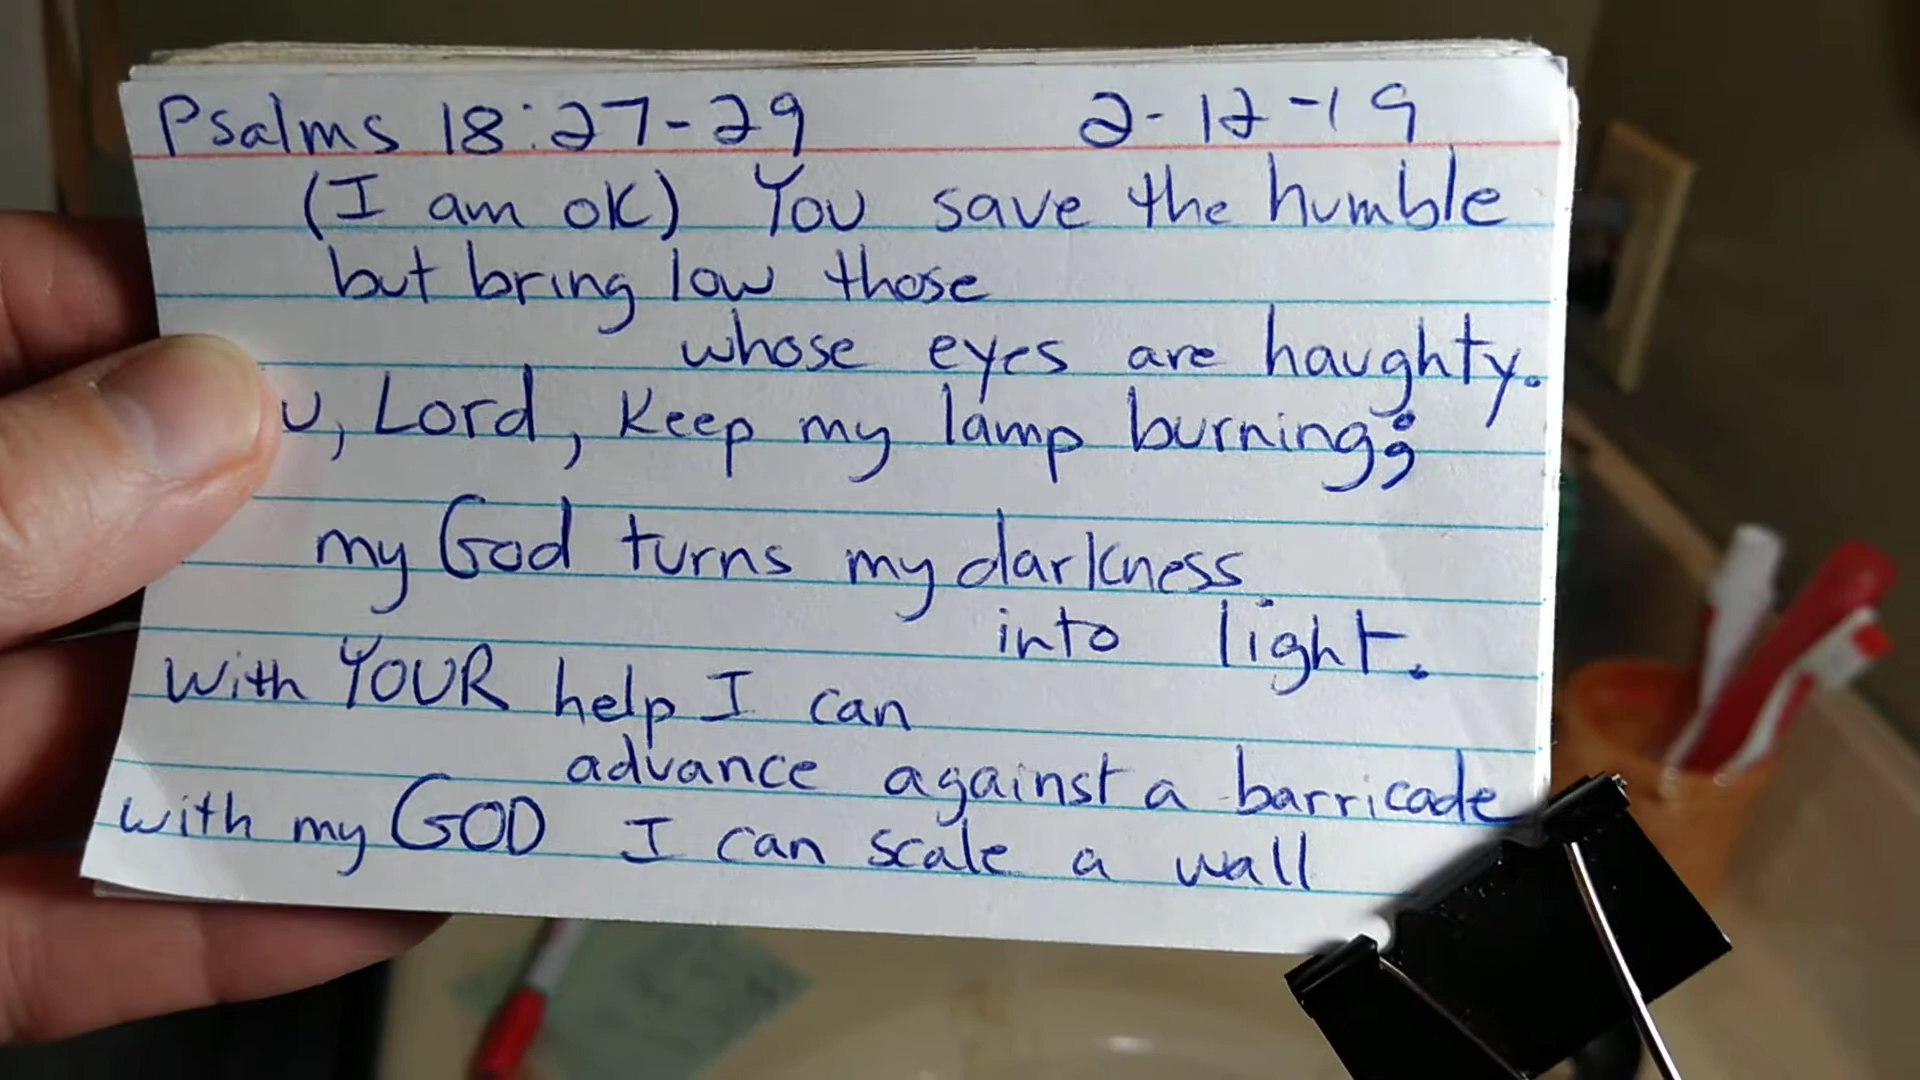 Psalms 18:27-29 2-12-19
(I am ok) You save the humble
but bring low those
whose eyes are haughty.
u, Lord, keep my lamp burning;
my God turns my darkness
into light.
With YOUR help I can
advance against a barricade
with my GOD I can scale a wall